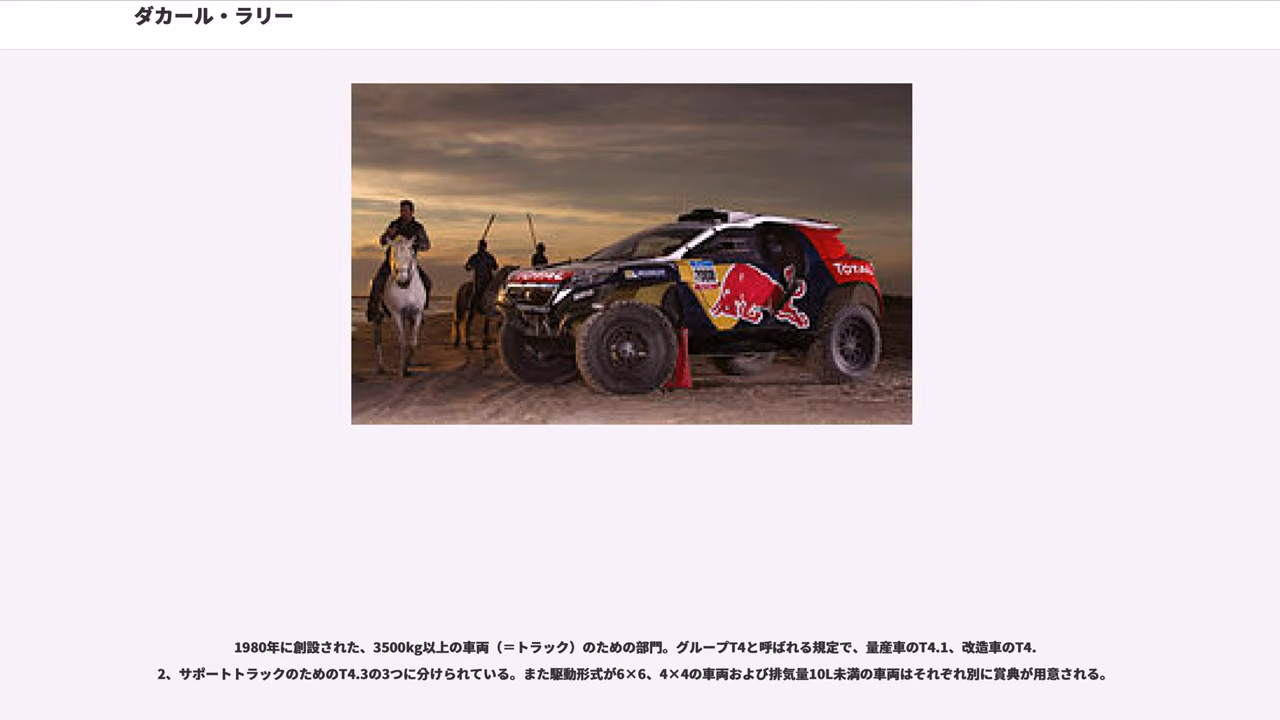 ダカール・ラリー
TOTAL
1980年に創設された、3500kg以上の車両（＝トラック）のための部門。グループT4と呼ばれる規定で、量産車のT4.1、改造車のT4.
2、サポートトラックのためのT4.3の3つに分けられている。また駆動形式が6×6、4×4の車両および排気量10L未満の車両はそれぞれ別に賞典が用意される。